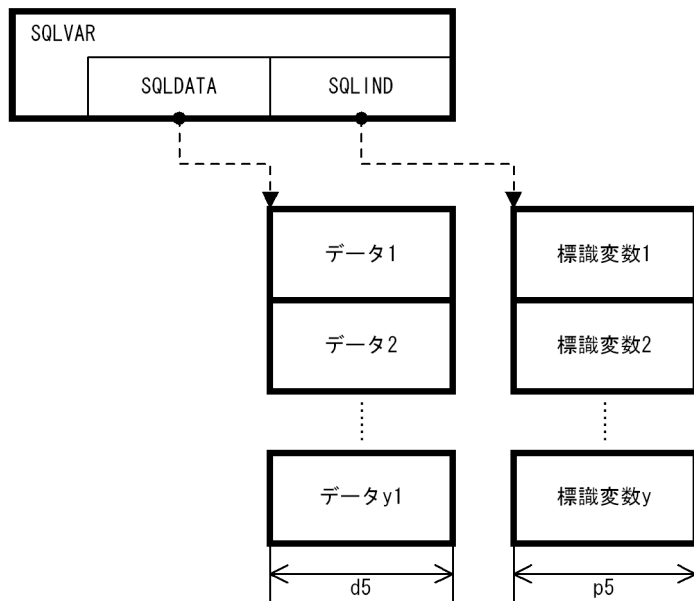 SQLVAR
SQLDATA SQLIND
データ1 標識変数1
データ2 標識変数2
データy1 標識変数y
d5 p5